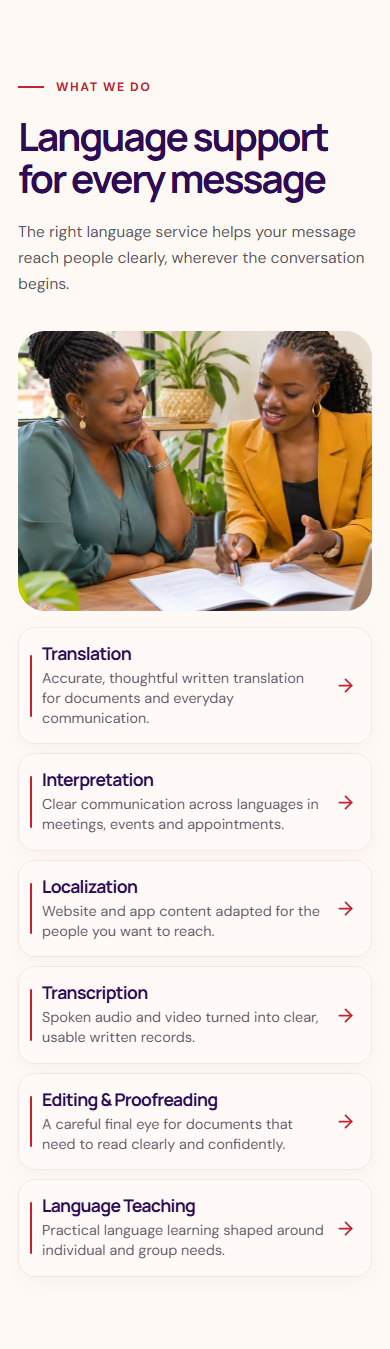 WHAT WE DO
Language support
for every message
The right language service helps your message
reach people clearly, wherever the conversation
begins.
Translation
Accurate, thoughtful written translation
for documents and everyday
communication.
Interpretation
Clear communication across languages in
meetings, events and appointments.
Localization
Website and app content adapted for the
people you want to reach.
Transcription
Spoken audio and video turned into clear,
usable written records.
Editing & Proofreading
A careful final eye for documents that
need to read clearly and confidently.
Language Teaching
Practical language learning shaped around
individual and group needs.